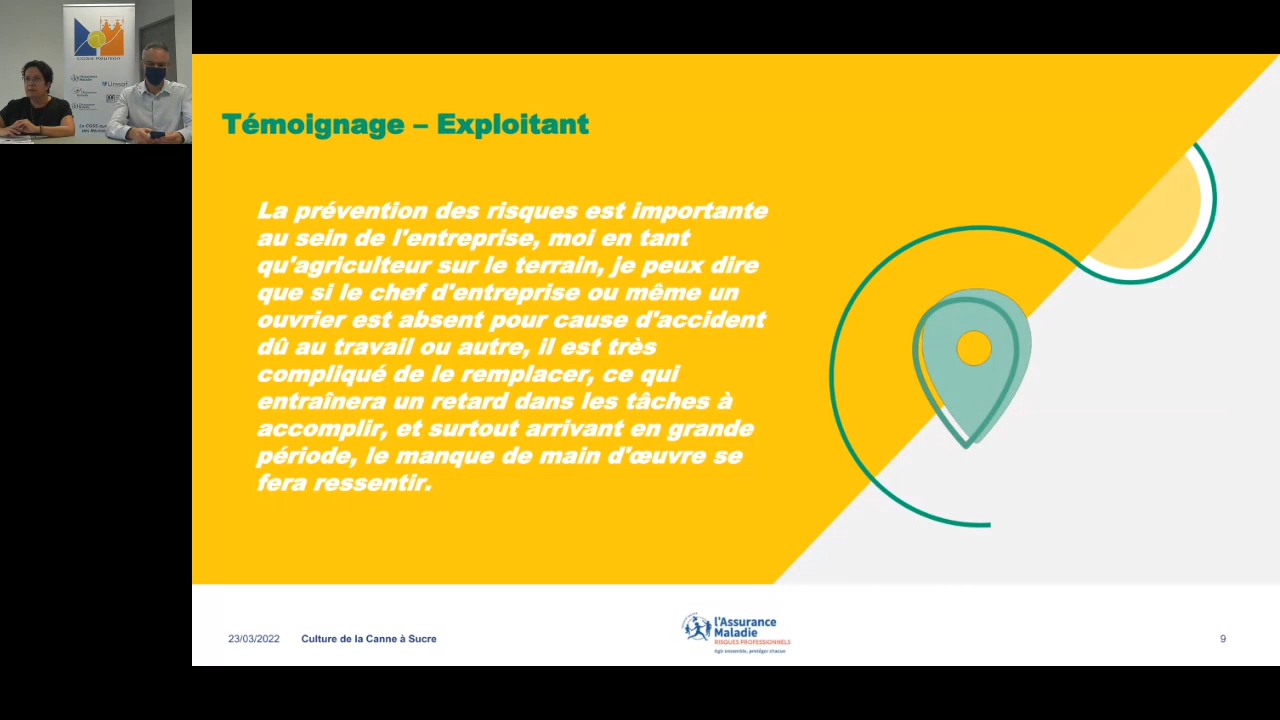 Témoignage – Exploitant
La prévention des risques est importante
au sein de l'entreprise, moi en tant
qu'agriculteur sur le terrain, je peux dire
que si le chef d'entreprise ou même un
ouvrier est absent pour cause d'accident
dû au travail ou autre, il est très
compliqué de le remplacer, ce qui
entraînera un retard dans les tâches à
accomplir, et surtout arrivant en grande
période, le manque de main d'œuvre se
fera ressentir.
23/03/2022
Culture de la Canne à Sucre
l'Assurance
Maladie
RISQUES PROFESSIONNELS
Agir ensemble, protéger chacun
9